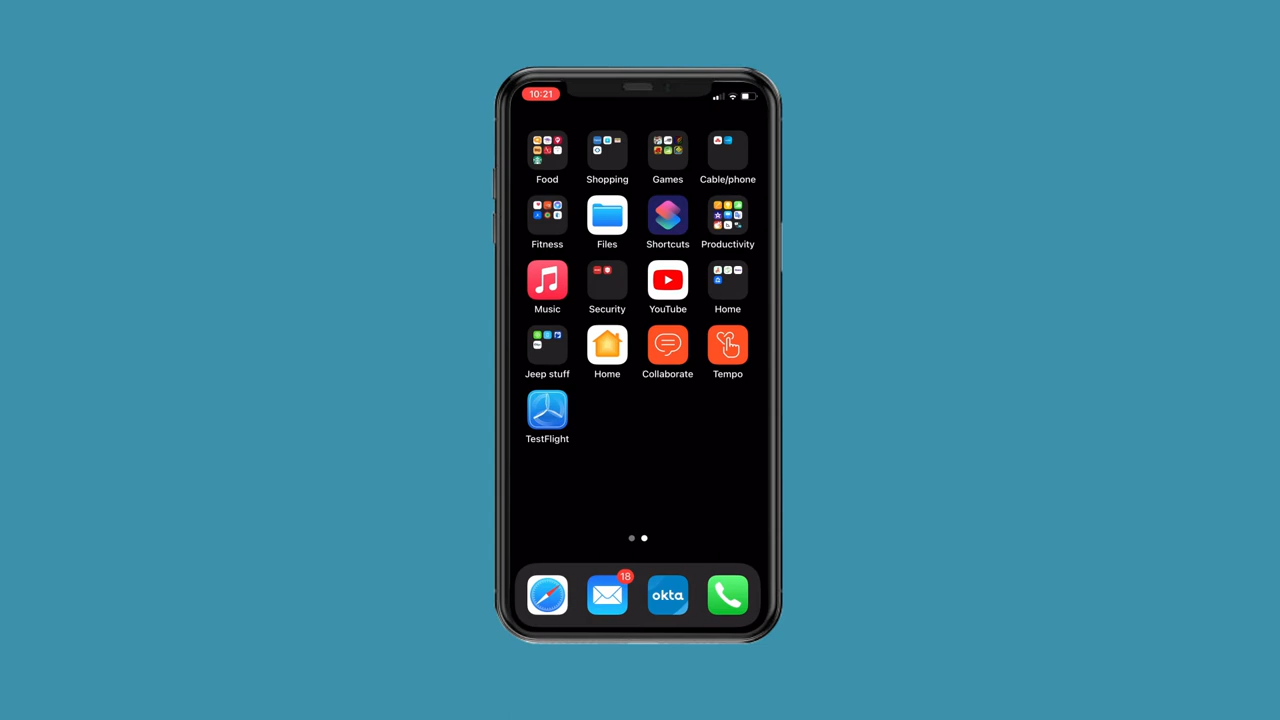 10:21
Food Shopping Games Cable/phone
Fitness Files Shortcuts Productivity
Music Security YouTube Home
Jeep stuff Home Collaborate Tempo
TestFlight
18
okta